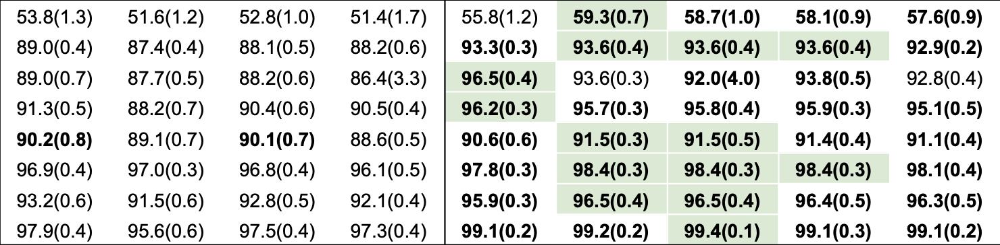 53.8(1.3) 51.6(1.2) 52.8(1.0) 51.4(1.7) 55.8(1.2) 59.3(0.7) 58.7(1.0) 58.1(0.9) 57.6(0.9)
89.0(0.4) 87.4(0.4) 88.1(0.5) 88.2(0.6) 93.3(0.3) 93.6(0.4) 93.6(0.4) 93.6(0.4) 92.9(0.2)
89.0(0.7) 87.7(0.5) 88.2(0.6) 86.4(3.3) 96.5(0.4) 93.6(0.3) 92.0(4.0) 93.8(0.5) 92.8(0.4)
91.3(0.5) 88.2(0.7) 90.4(0.6) 90.5(0.4) 96.2(0.3) 95.7(0.3) 95.8(0.4) 95.9(0.3) 95.1(0.5)
90.2(0.8) 89.1(0.7) 90.1(0.7) 88.6(0.5) 90.6(0.6) 91.5(0.3) 91.5(0.5) 91.4(0.4) 91.1(0.4)
96.9(0.4) 97.0(0.3) 96.8(0.4) 96.1(0.5) 97.8(0.3) 98.4(0.3) 98.4(0.3) 98.4(0.3) 98.1(0.4)
93.2(0.6) 91.5(0.6) 92.8(0.5) 92.1(0.4) 95.9(0.3) 96.5(0.4) 96.5(0.4) 96.4(0.5) 96.3(0.5)
97.9(0.4) 95.6(0.6) 97.5(0.4) 97.3(0.4) 99.1(0.2) 99.2(0.2) 99.4(0.1) 99.1(0.3) 99.1(0.2)